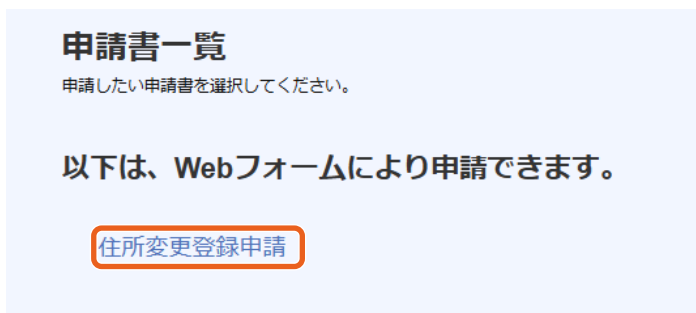 申請書一覧
申請したい申請書を選択してください。
以下は、Webフォームにより申請できます。
住所変更登録申請